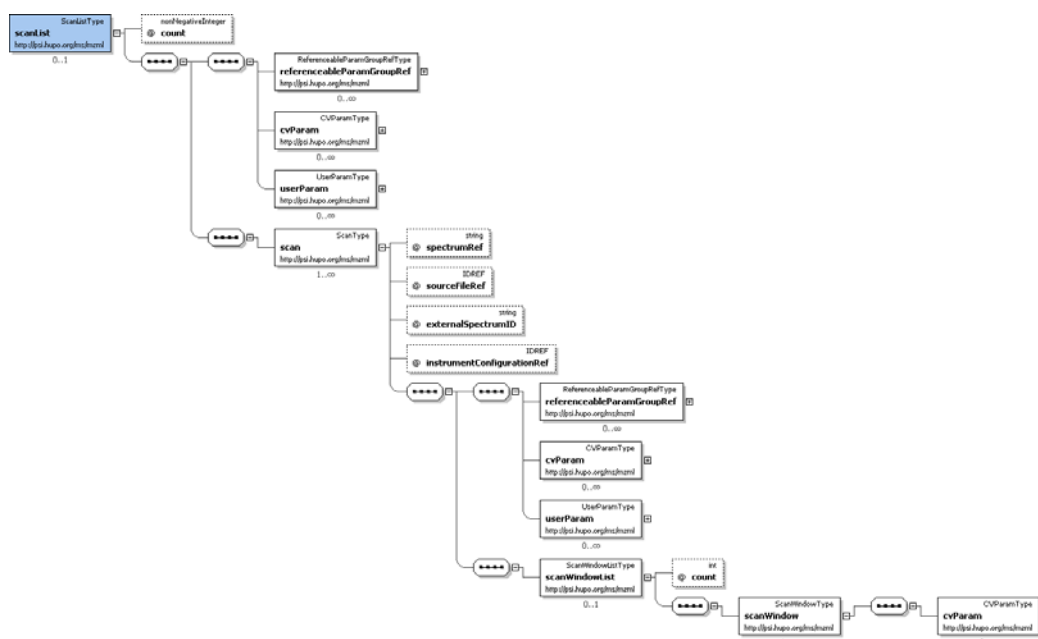 ScanListType
scanList
http://psi.hupo.org/ms/mzml
0..1
nonNegativeInteger
@ count
ReferenceableParamGroupRefType
referenceableParamGroupRef
http://psi.hupo.org/ms/mzml
0..∞
CVParamType
cvParam
http://psi.hupo.org/ms/mzml
0..∞
UserParamType
userParam
http://psi.hupo.org/ms/mzml
0..∞
ScanType
scan
http://psi.hupo.org/ms/mzml
1..∞
string
@ spectrumRef
IDREF
@ sourceFileRef
string
@ externalSpectrumID
IDREF
@ instrumentConfigurationRef
ReferenceableParamGroupRefType
referenceableParamGroupRef
http://psi.hupo.org/ms/mzml
0..∞
CVParamType
cvParam
http://psi.hupo.org/ms/mzml
0..∞
UserParamType
userParam
http://psi.hupo.org/ms/mzml
0..∞
ScanWindowListType
scanWindowList
http://psi.hupo.org/ms/mzml
0..1
int
@ count
ScanWindowType
scanWindow
http://psi.hupo.org/ms/mzml
CVParamType
cvParam
http://psi.hupo.org/ms/mzml